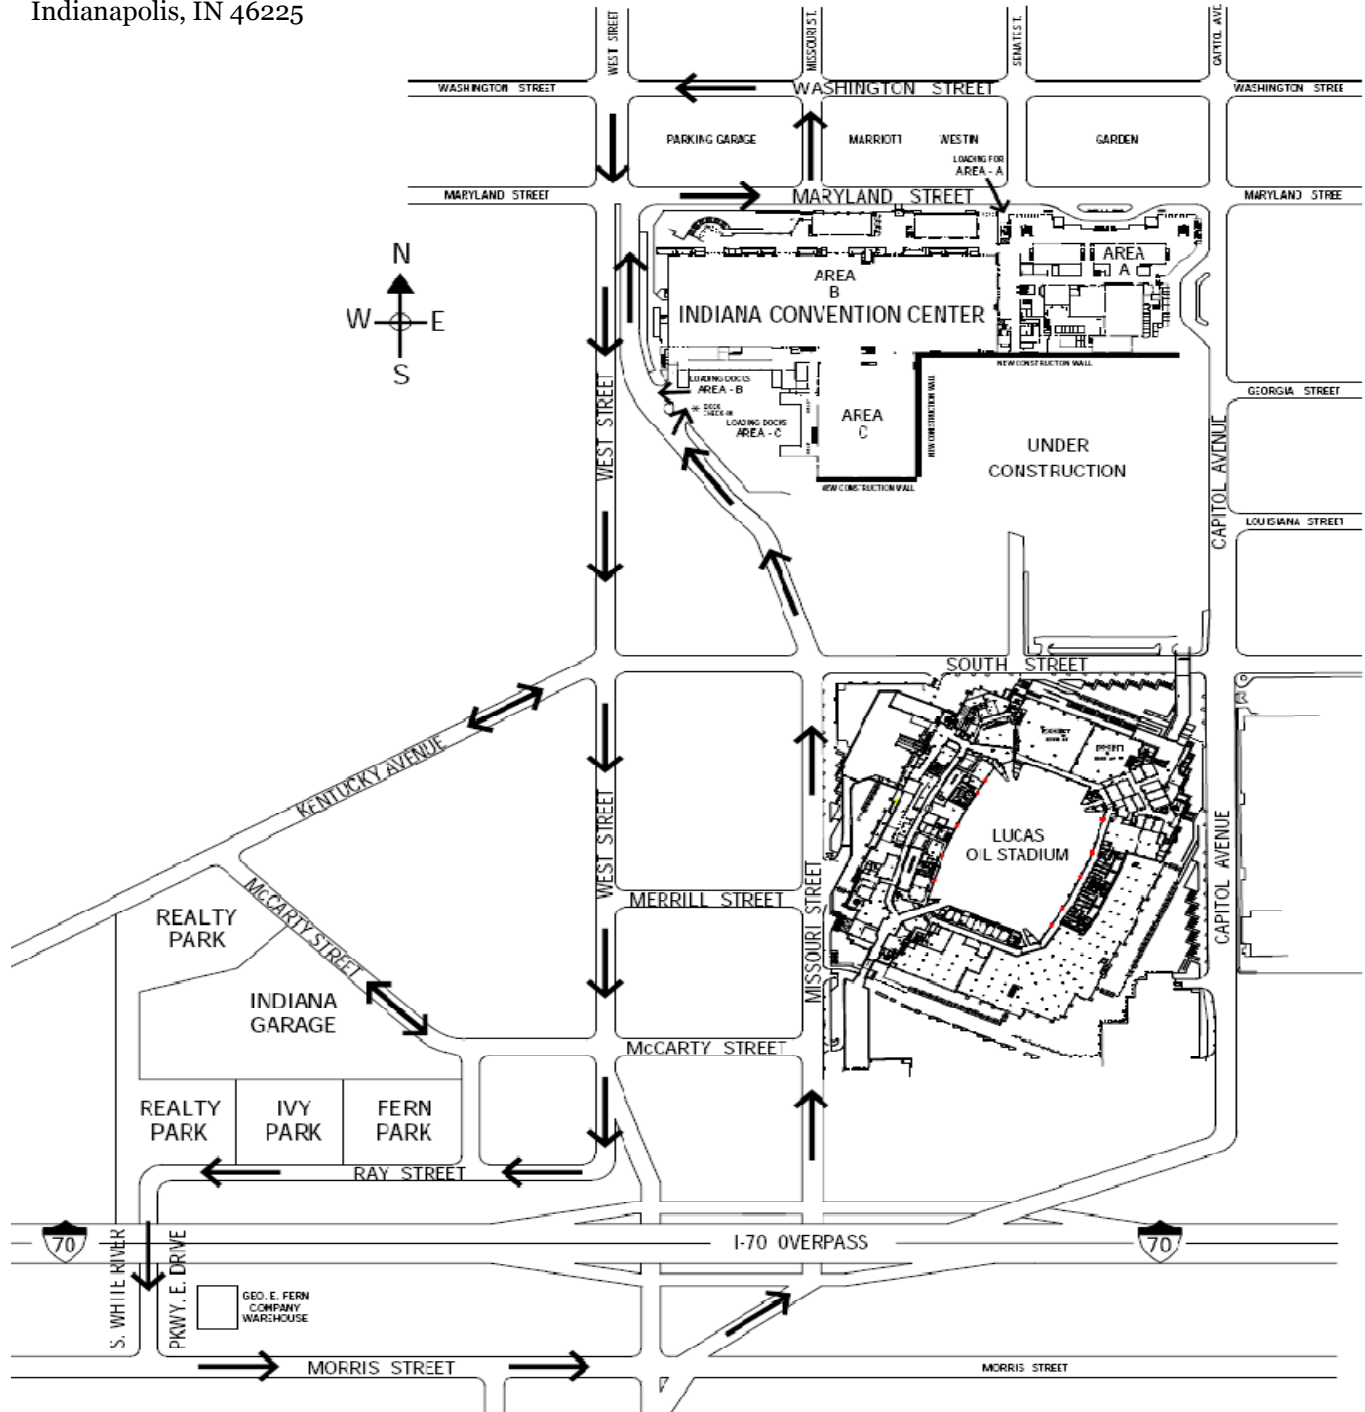 Indianapolis, IN 46225
WEST STREET
MISSOURI ST.
SENATE ST.
CAPITOL AVE
WASHINGTON STREET
WASHINGTON STREET
WASHINGTON STREE
PARKING GARAGE
MARRIOTT
WESTIN
GARDEN
LOADING FOR
AREA - A
MARYLAND STREET
MARYLAND STREET
MARYLAND STREE
N
W
E
S
AREA
A
AREA
B
INDIANA CONVENTION CENTER
NEW CONSTRUCTION WALL
LOADING DOCKS
AREA - B
DOCK
CHECK-IN
LOADING DOCKS
AREA - C
AREA
C
NEW CONSTRUCTION WALL
NEW CONSTRUCTION WALL
GEORGIA STREET
UNDER
CONSTRUCTION
WEST STREET
CAPITOL AVENUE
LOUISIANA STREET
SOUTH STREET
KENTUCKY AVENUE
LUCAS
OIL STADIUM
WEST STREET
MISSOURI STREET
CAPITOL AVENUE
MERRILL STREET
McCARTY STREET
REALTY
PARK
INDIANA
GARAGE
McCARTY STREET
REALTY
PARK
IVY
PARK
FERN
PARK
RAY STREET
70
I-70 OVERPASS
70
S. WHITE RIVER
PKWY. E. DRIVE
GEO. E. FERN
COMPANY
WAREHOUSE
MORRIS STREET
MORRIS STREET